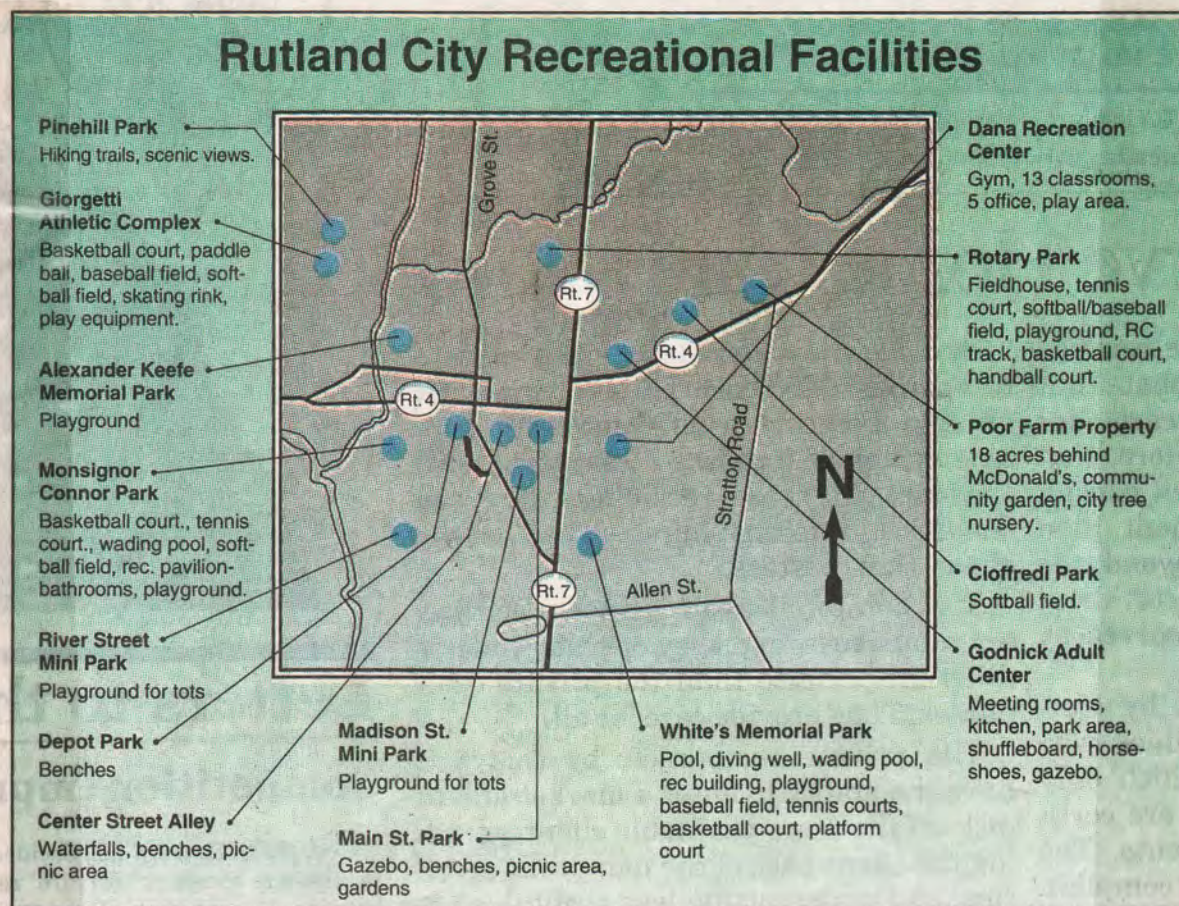 Rutland City Recreational Facilities
Pinehill Park
Hiking trails, scenic views.
Giorgetti
Athletic Complex
Basketball court, paddle
ball, baseball field, soft-
ball field, skating rink,
play equipment.
Alexander Keefe
Memorial Park
Playground
Monsignor
Connor Park
Basketball court., tennis
court., wading pool, soft-
ball field, rec. pavilion-
bathrooms, playground.
River Street
Mini Park
Playground for tots
Depot Park
Benches
Center Street Alley
Waterfalls, benches, pic-
nic area
Grove St.
Rt. 7
Rt. 4
Rt. 4
Stratton Road
N
Rt. 7
Allen St.
Madison St.
Mini Park
Playground for tots
Main St. Park
Gazebo, benches, picnic area,
gardens
White's Memorial Park
Pool, diving well, wading pool,
rec building, playground,
baseball field, tennis courts,
basketball court, platform
court
Dana Recreation
Center
Gym, 13 classrooms,
5 office, play area.
Rotary Park
Fieldhouse, tennis
court, softball/baseball
field, playground, RC
track, basketball court,
handball court.
Poor Farm Property
18 acres behind
McDonald's, commu-
nity garden, city tree
nursery.
Cioffredi Park
Softball field.
Godnick Adult
Center
Meeting rooms,
kitchen, park area,
shuffleboard, horse-
shoes, gazebo.